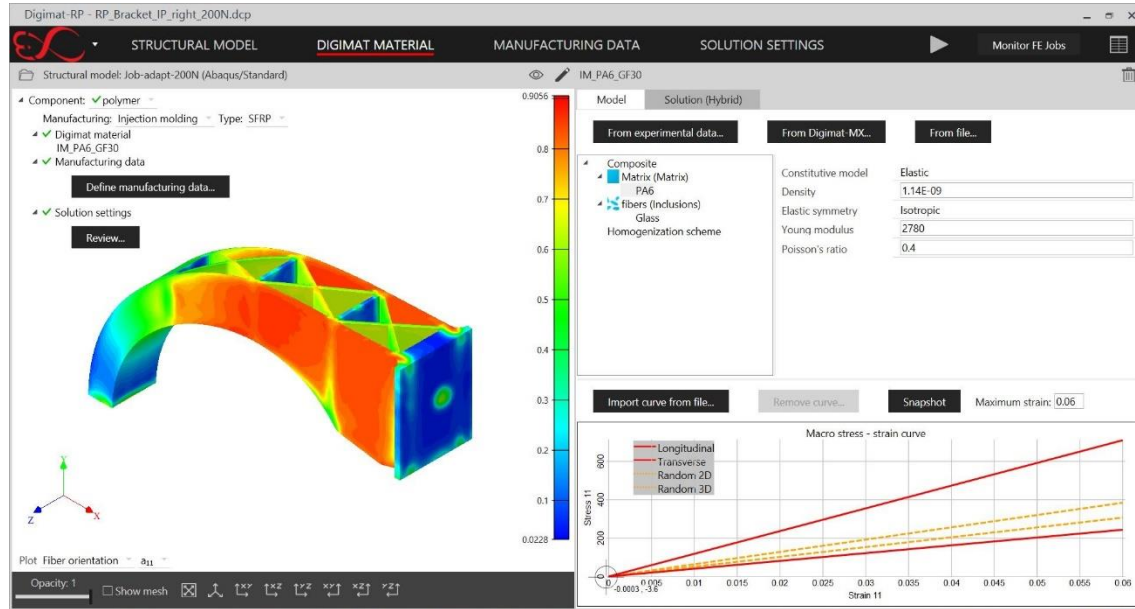 Digimat-RP - RP_Bracket_IP_right_200N.dcp
STRUCTURAL MODEL DIGIMAT MATERIAL MANUFACTURING DATA SOLUTION SETTINGS Monitor FE Jobs
Structural model: Job-adapt-200N (Abaqus/Standard)
Component: polymer
Manufacturing: Injection molding Type: SFRP
Digimat material
IM_PA6_GF30
Manufacturing data
Define manufacturing data...
Solution settings
Review...
0.9056
0.8
0.7
0.6
0.5
0.4
0.3
0.2
0.1
0.0228
Y
Z X
Plot Fiber orientation a11
Opacity: 1 Show mesh XY XZ YZ XY XZ YZ
IM_PA6_GF30
Model Solution (Hybrid)
From experimental data... From Digimat-MX... From file...
Composite
Matrix (Matrix)
PA6
fibers (Inclusions)
Glass
Homogenization scheme
Constitutive model Elastic
Density 1.14E-09
Elastic symmetry Isotropic
Young modulus 2780
Poisson's ratio 0.4
Import curve from file... Remove curve... Snapshot Maximum strain: 0.06
Macro stress - strain curve
Longitudinal
Transverse
Random 2D
Random 3D
Stress 11
600
400
200
0
0 0.005 0.01 0.015 0.02 0.025 0.03 0.035 0.04 0.045 0.05 0.055 0.06
-0.0003 , -3.6
Strain 11